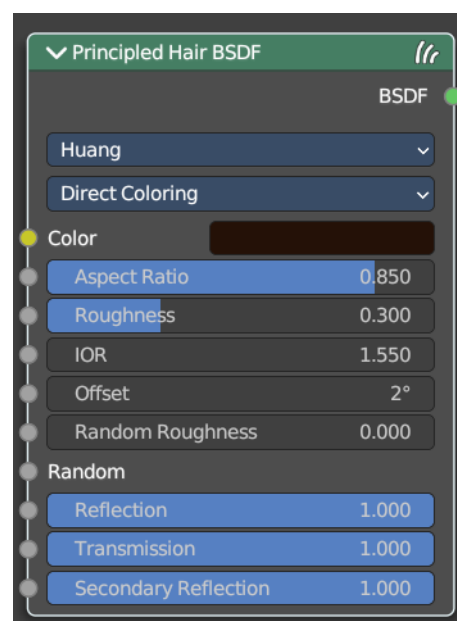 Principled Hair BSDF
BSDF
Huang
Direct Coloring
Color
Aspect Ratio 0.850
Roughness 0.300
IOR 1.550
Offset 2°
Random Roughness 0.000
Random
Reflection 1.000
Transmission 1.000
Secondary Reflection 1.000